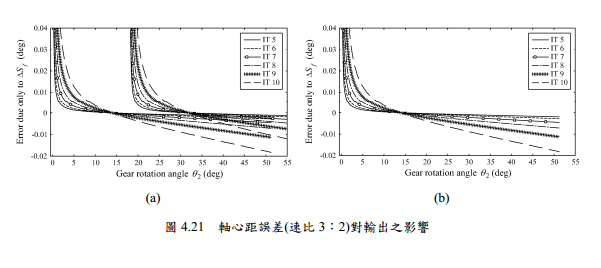 0.04
0.03
0.02
0.01
0
-0.01
-0.02
Error due only to ΔS_f (deg)
0 5 10 15 20 25 30 35 40 45 50 55
Gear rotation angle θ₂ (deg)
IT 5
IT 6
IT 7
IT 8
IT 9
IT 10
(a)
0.04
0.03
0.02
0.01
0
-0.01
-0.02
Error due only to ΔS_f (deg)
0 5 10 15 20 25 30 35 40 45 50 55
Gear rotation angle θ₂ (deg)
IT 5
IT 6
IT 7
IT 8
IT 9
IT 10
(b)
圖 4.21 軸心距誤差(速比 3：2)對輸出之影響